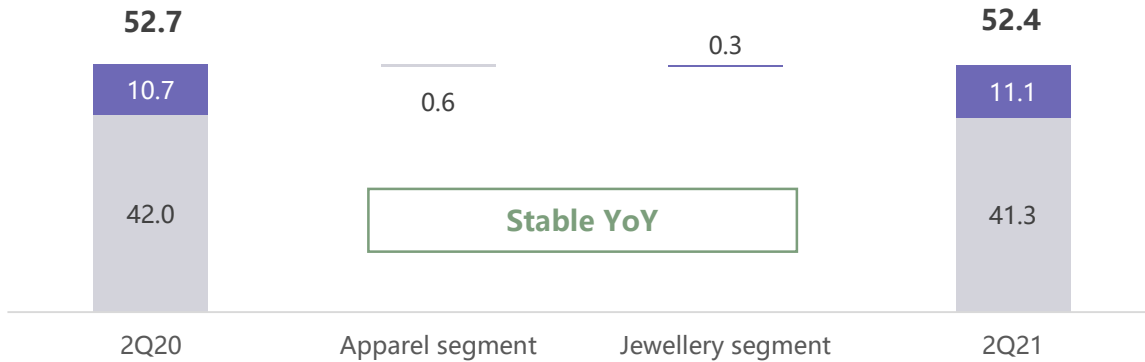 52.7
52.4
0.3
10.7
0.6
11.1
42.0
Stable YoY
41.3
2Q20
Apparel segment
Jewellery segment
2Q21